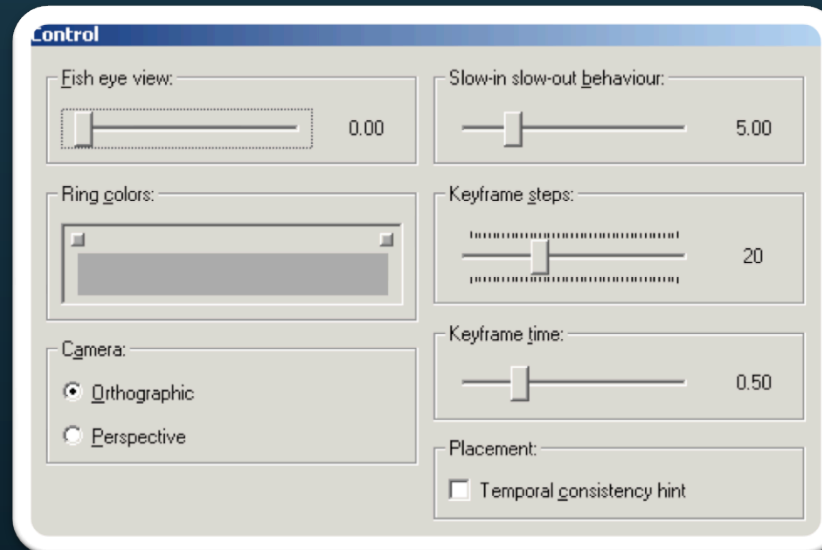 Control
Fish eye view:
0.00
Ring colors:
Camera:
Orthographic
Perspective
Slow-in slow-out behaviour:
5.00
Keyframe steps:
20
Keyframe time:
0.50
Placement:
Temporal consistency hint